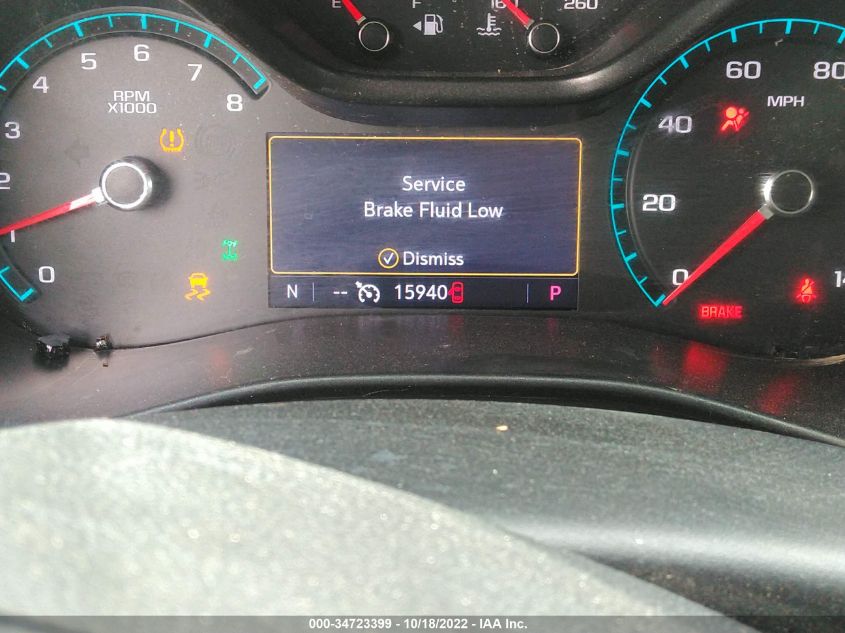 E F 160 260
5 6 7 8 4 3 2 1 0
RPM
X1000
60 80
MPH
40
20
0
Service
Brake Fluid Low
Dismiss
N -- 15940 P
BRAKE
000-34723399 - 10/18/2022 - IAA Inc.